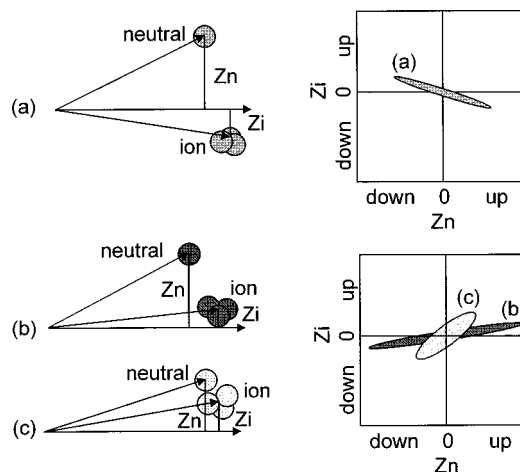 neutral
Zn
(a)
Zi
ion
up
Zi
0
down
(a)
down 0 up
Zn
neutral
ion
Zn
Zi
(b)
neutral
ion
Zn
Zi
(c)
up
Zi
0
down
(c)
(b
down 0 up
Zn